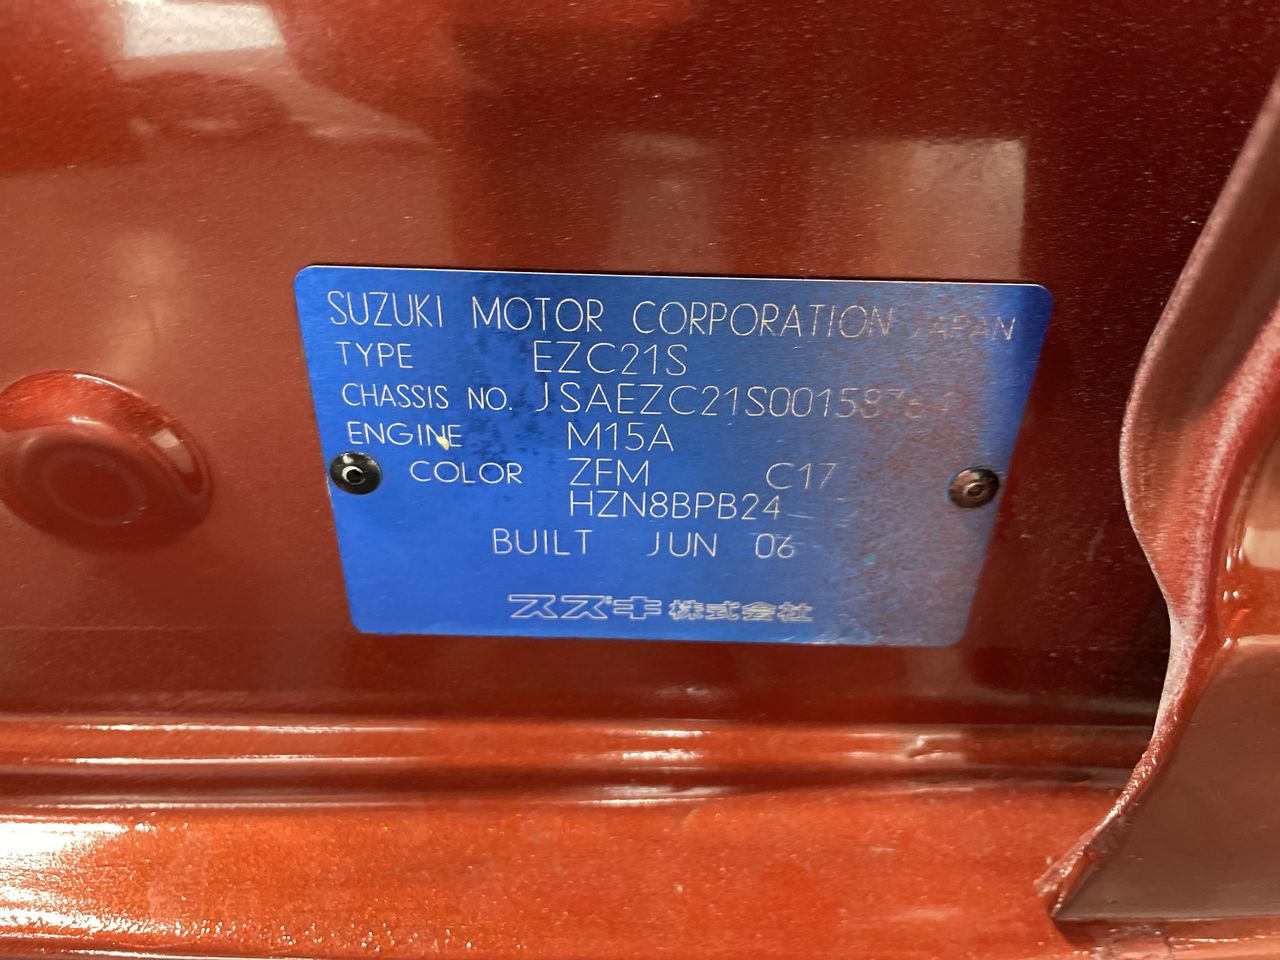 SUZUKI MOTOR CORPORATION JAPAN
TYPE EZC21S
CHASSIS NO.
ENGINE M15A
COLOR ZFM C17
HZN8BPB24
BUILT JUN 06
スズキ株式会社